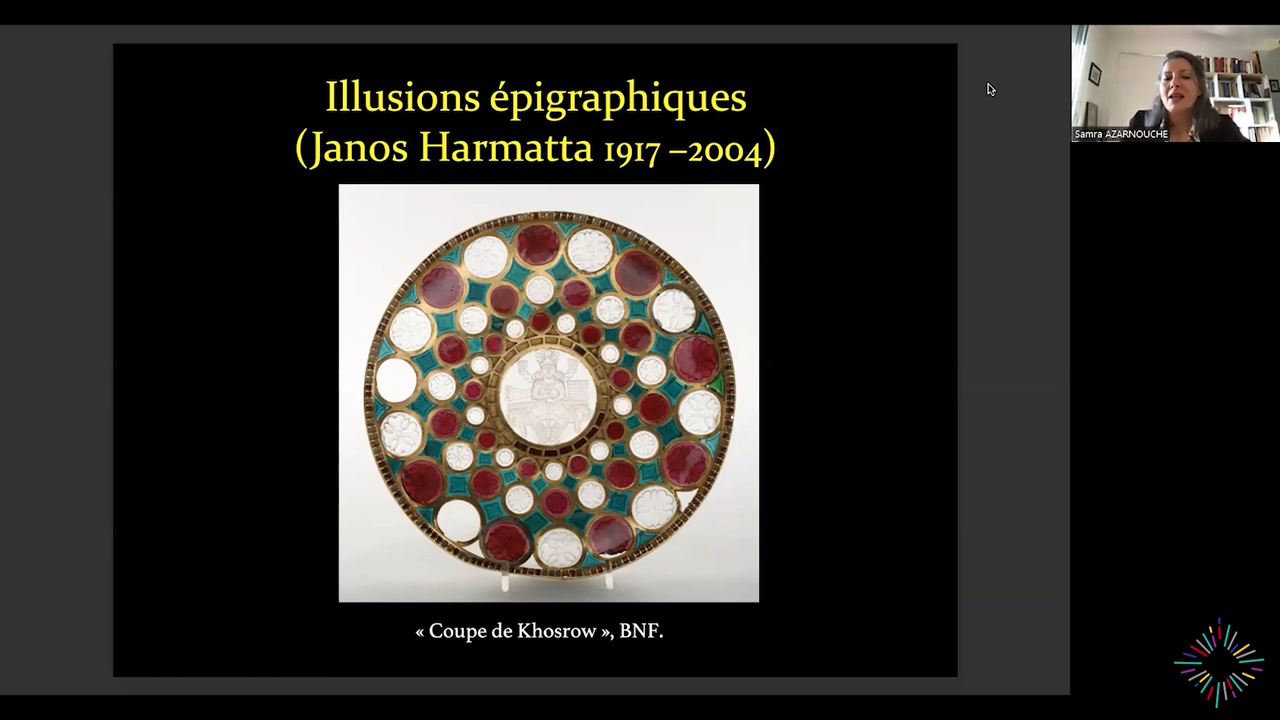 Illusions épigraphiques
(Janos Harmatta 1917 –2004)
« Coupe de Khosrow », BNF.
Samra AZARNOUCHE